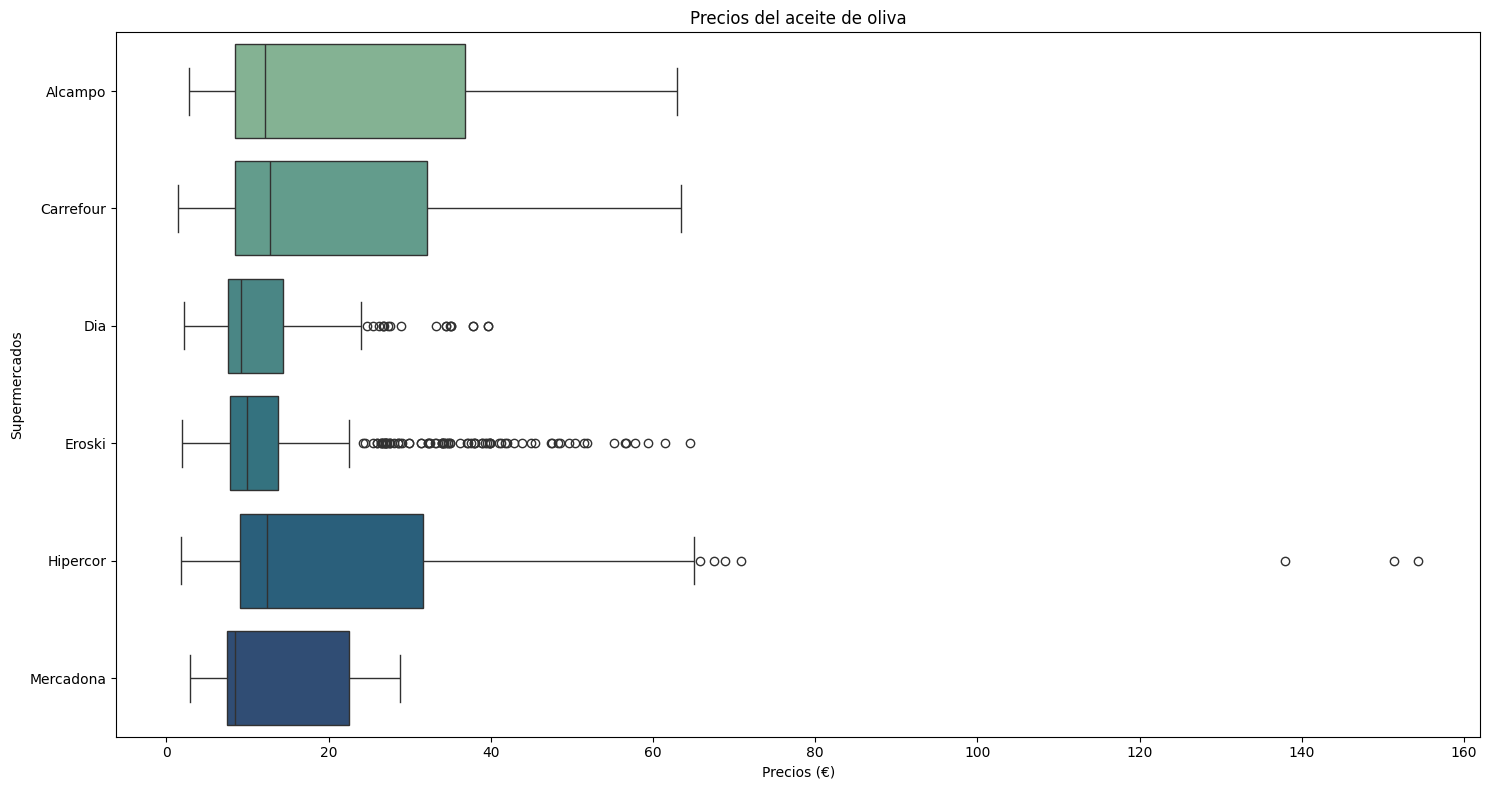 Precios del aceite de oliva
Supermercados
Alcampo
Carrefour
Dia
Eroski
Hipercor
Mercadona
0 20 40 60 80 100 120 140 160
Precios (€)